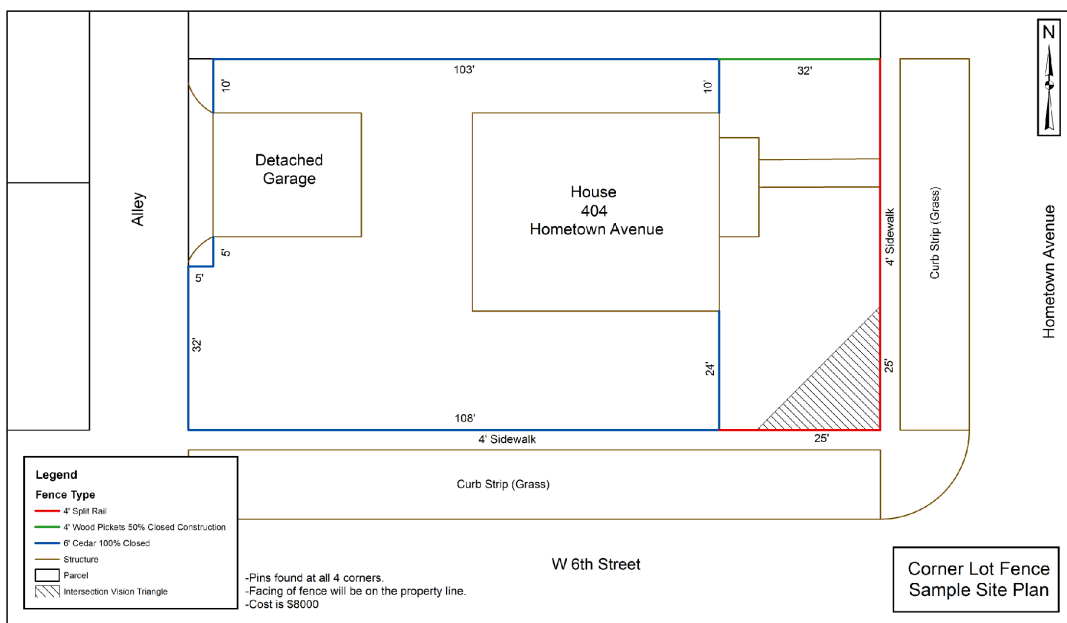 N
103'
32'
10'
10'
Detached
Garage
House
404
Hometown Avenue
Alley
4' Sidewalk
Curb Strip (Grass)
Hometown Avenue
5'
5'
32'
24'
25'
108'
4' Sidewalk
25'
Curb Strip (Grass)
W 6th Street
Legend
Fence Type
4' Split Rail
4' Wood Pickets 50% Closed Construction
6' Cedar 100% Closed
Structure
Parcel
Intersection Vision Triangle
-Pins found at all 4 corners.
-Facing of fence will be on the property line.
-Cost is $8000
Corner Lot Fence
Sample Site Plan